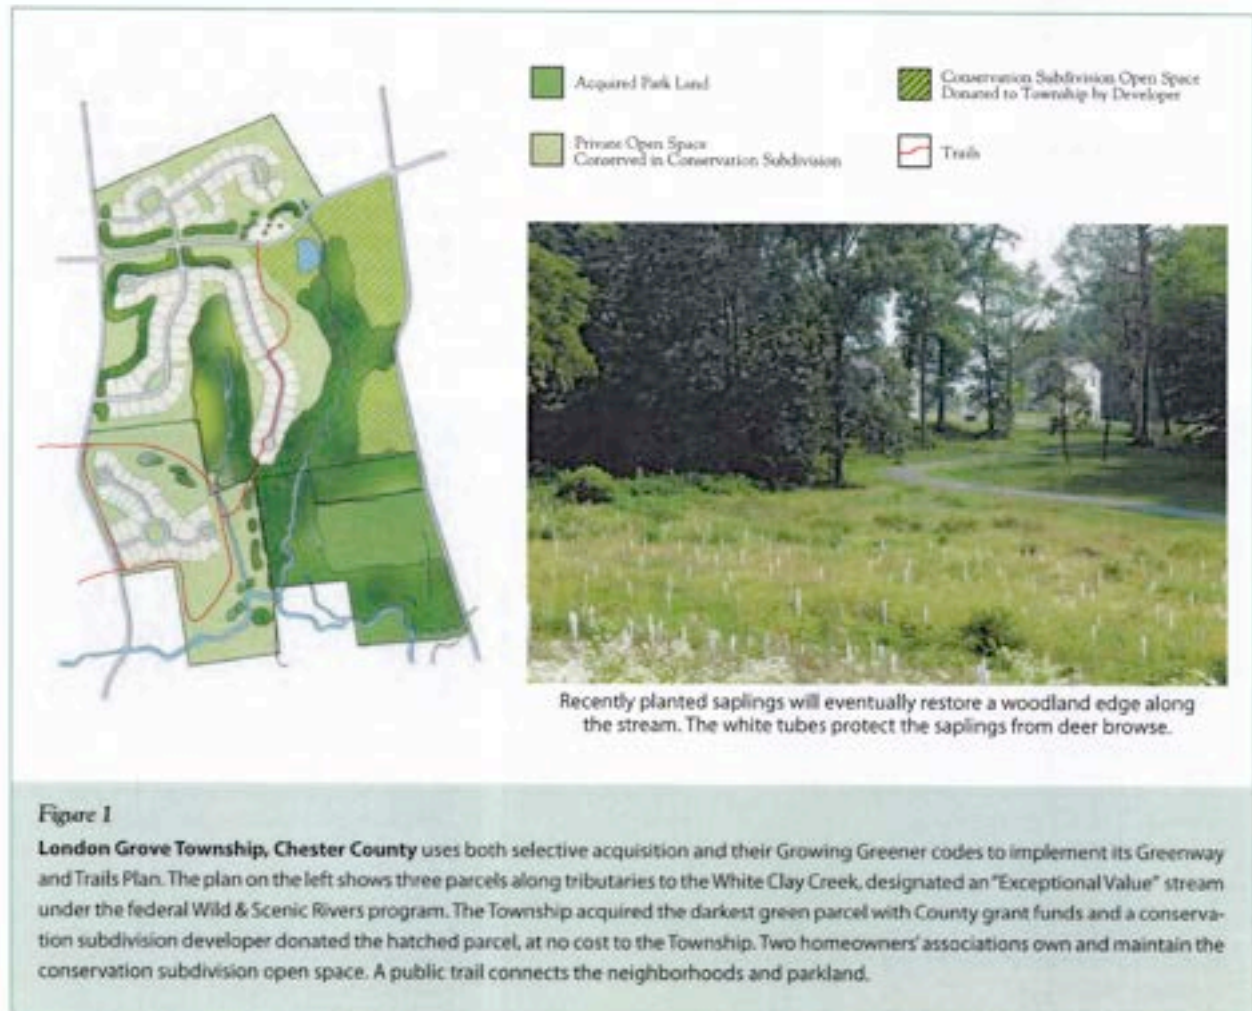 Acquired Park Land
Conservation Subdivision Open Space
Donated to Township by Developer
Private Open Space
Conserved in Conservation Subdivision
Trails
Recently planted saplings will eventually restore a woodland edge along
the stream. The white tubes protect the saplings from deer browse.
Figure 1
London Grove Township, Chester County uses both selective acquisition and their Growing Greener codes to implement its Greenway
and Trails Plan. The plan on the left shows three parcels along tributaries to the White Clay Creek, designated an "Exceptional Value" stream
under the federal Wild & Scenic Rivers program. The Township acquired the darkest green parcel with County grant funds and a conserva-
tion subdivision developer donated the hatched parcel, at no cost to the Township. Two homeowners' associations own and maintain the
conservation subdivision open space. A public trail connects the neighborhoods and parkland.